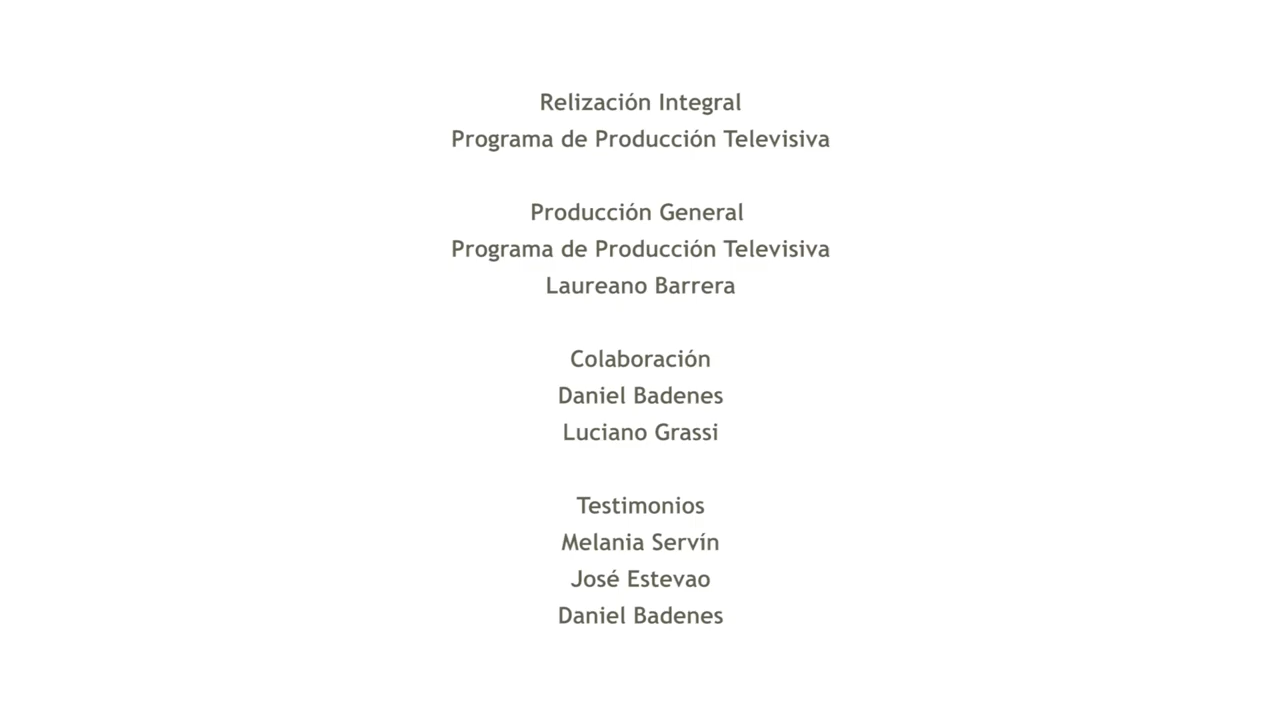 Relización Integral
Programa de Producción Televisiva
Producción General
Programa de Producción Televisiva
Laureano Barrera
Colaboración
Daniel Badenes
Luciano Grassi
Testimonios
Melania Servín
José Estevao
Daniel Badenes